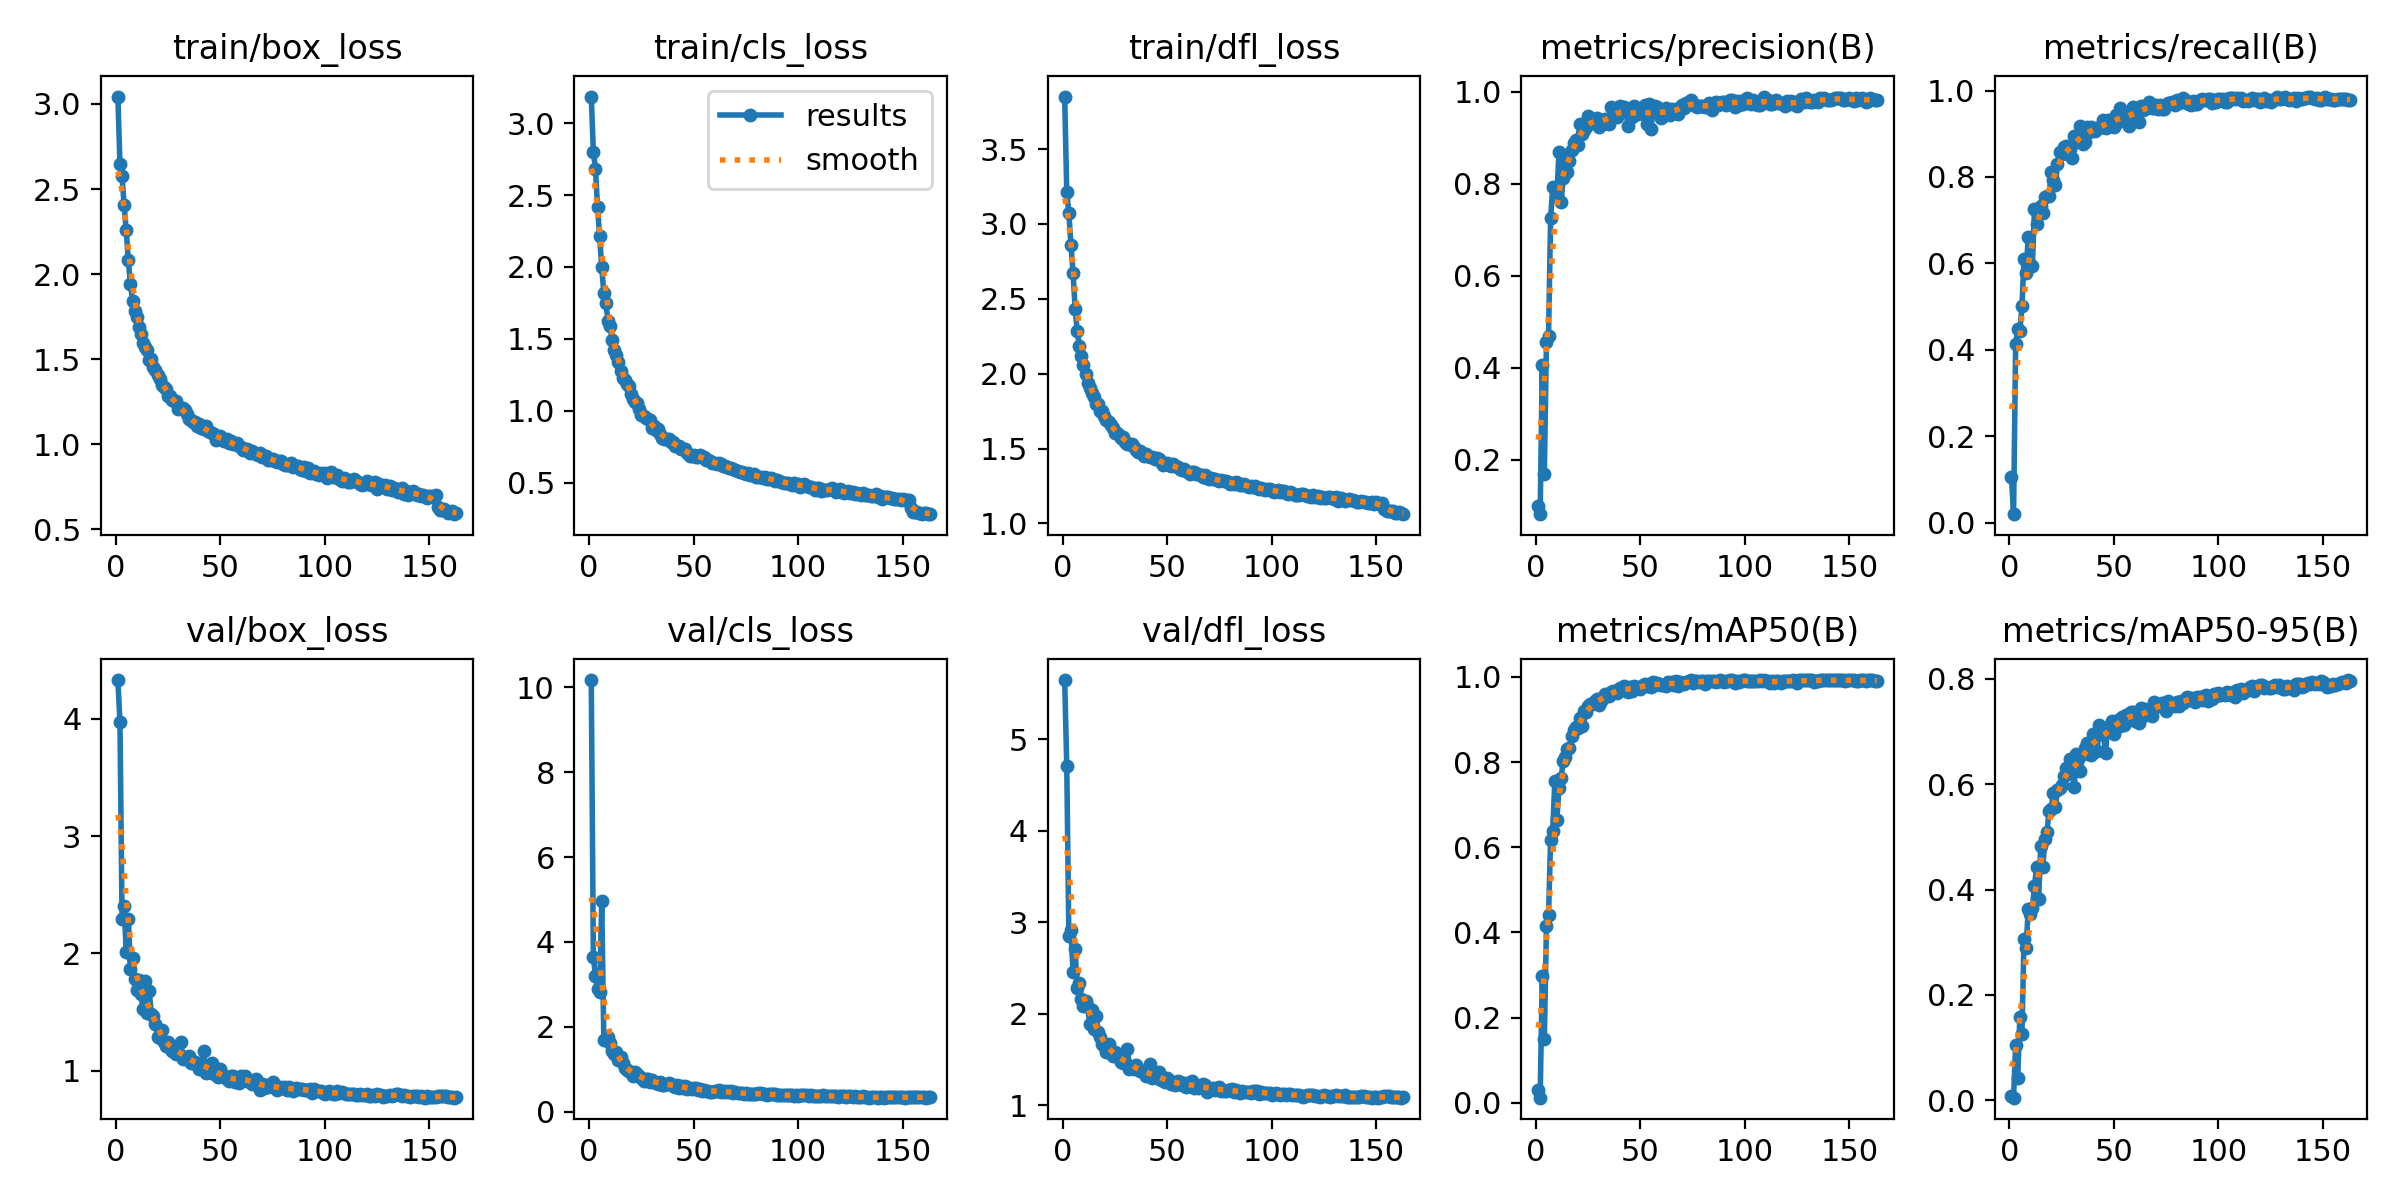 train/box_loss
train/cls_loss
train/dfl_loss
metrics/precision(B)
metrics/recall(B)
3.0
2.5
2.0
1.5
1.0
0.5
0 50 100 150
results
smooth
3.0
2.5
2.0
1.5
1.0
0.5
0 50 100 150
3.5
3.0
2.5
2.0
1.5
1.0
0 50 100 150
1.0
0.8
0.6
0.4
0.2
0 50 100 150
1.0
0.8
0.6
0.4
0.2
0.0
0 50 100 150
val/box_loss
val/cls_loss
val/dfl_loss
metrics/mAP50(B)
metrics/mAP50-95(B)
4
3
2
1
0 50 100 150
10
8
6
4
2
0
0 50 100 150
5
4
3
2
1
0 50 100 150
1.0
0.8
0.6
0.4
0.2
0.0
0 50 100 150
0.8
0.6
0.4
0.2
0.0
0 50 100 150